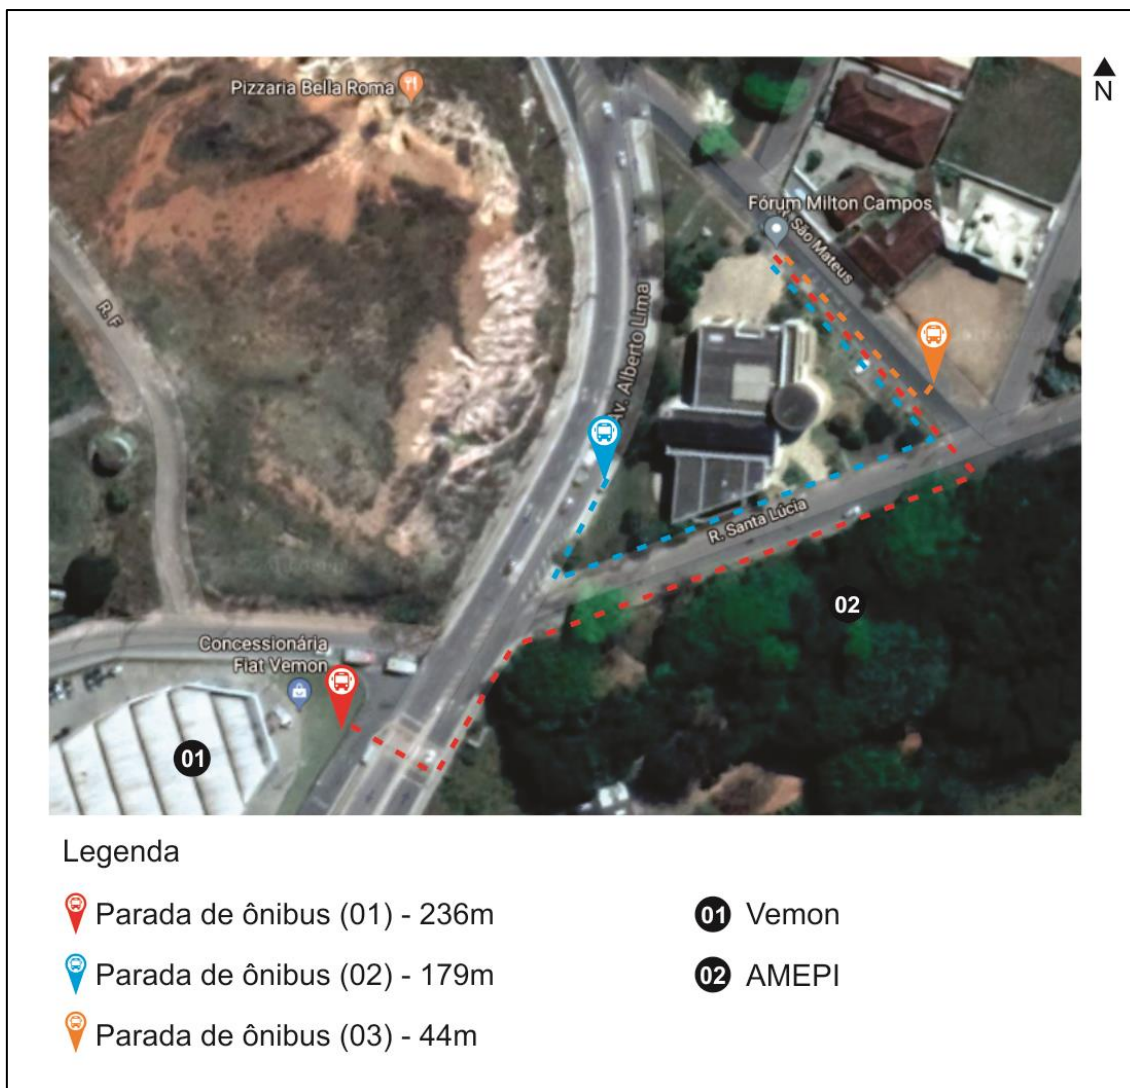 N
Pizzaria Bella Roma
Fórum Milton Campos
R. São Mateus
R. F
Av. Alberto Lima
R. Santa Lúcia
02
Concessionária
Fiat Vemon
01
Legenda
Parada de ônibus (01) - 236m
01 Vemon
Parada de ônibus (02) - 179m
02 AMEPI
Parada de ônibus (03) - 44m